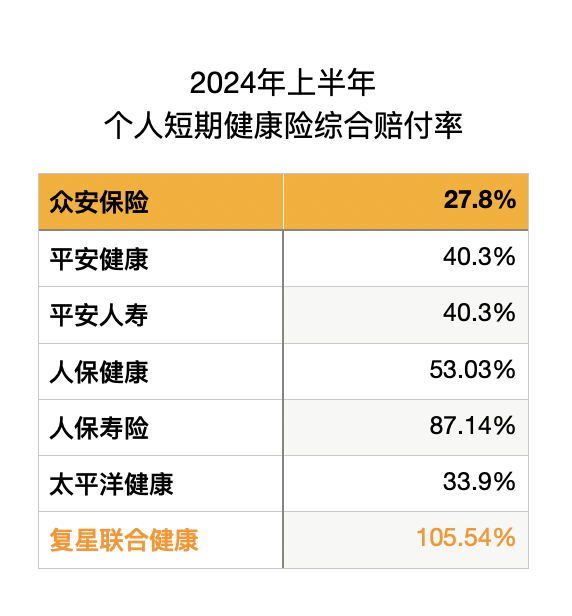 2024年上半年
个人短期健康险综合赔付率
众安保险 27.8%
平安健康 40.3%
平安人寿 40.3%
人保健康 53.03%
人保寿险 87.14%
太平洋健康 33.9%
复星联合健康 105.54%